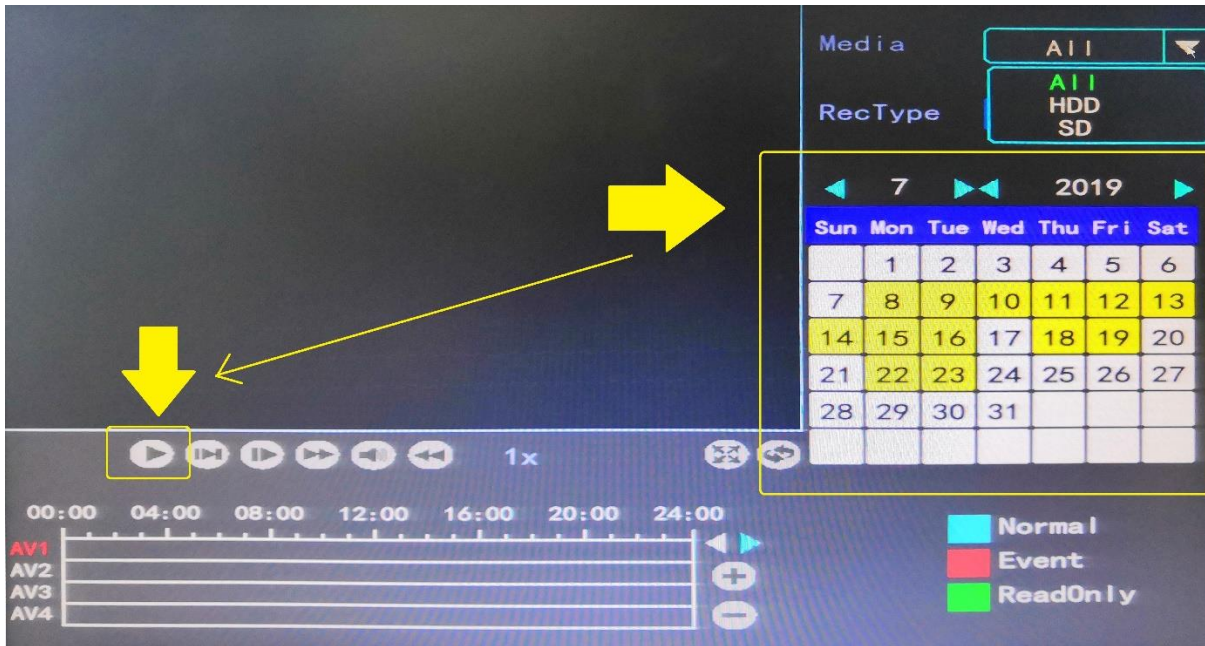 Media All
All
HDD
RecType
SD
7 2019
Sun Mon Tue Wed Thu Fri Sat
1 2 3 4 5 6
7 8 9 10 11 12 13
14 15 16 17 18 19 20
21 22 23 24 25 26 27
28 29 30 31
1x
00:00 04:00 08:00 12:00 16:00 20:00 24:00
AV1
AV2
AV3
AV4
Normal
Event
ReadOnly